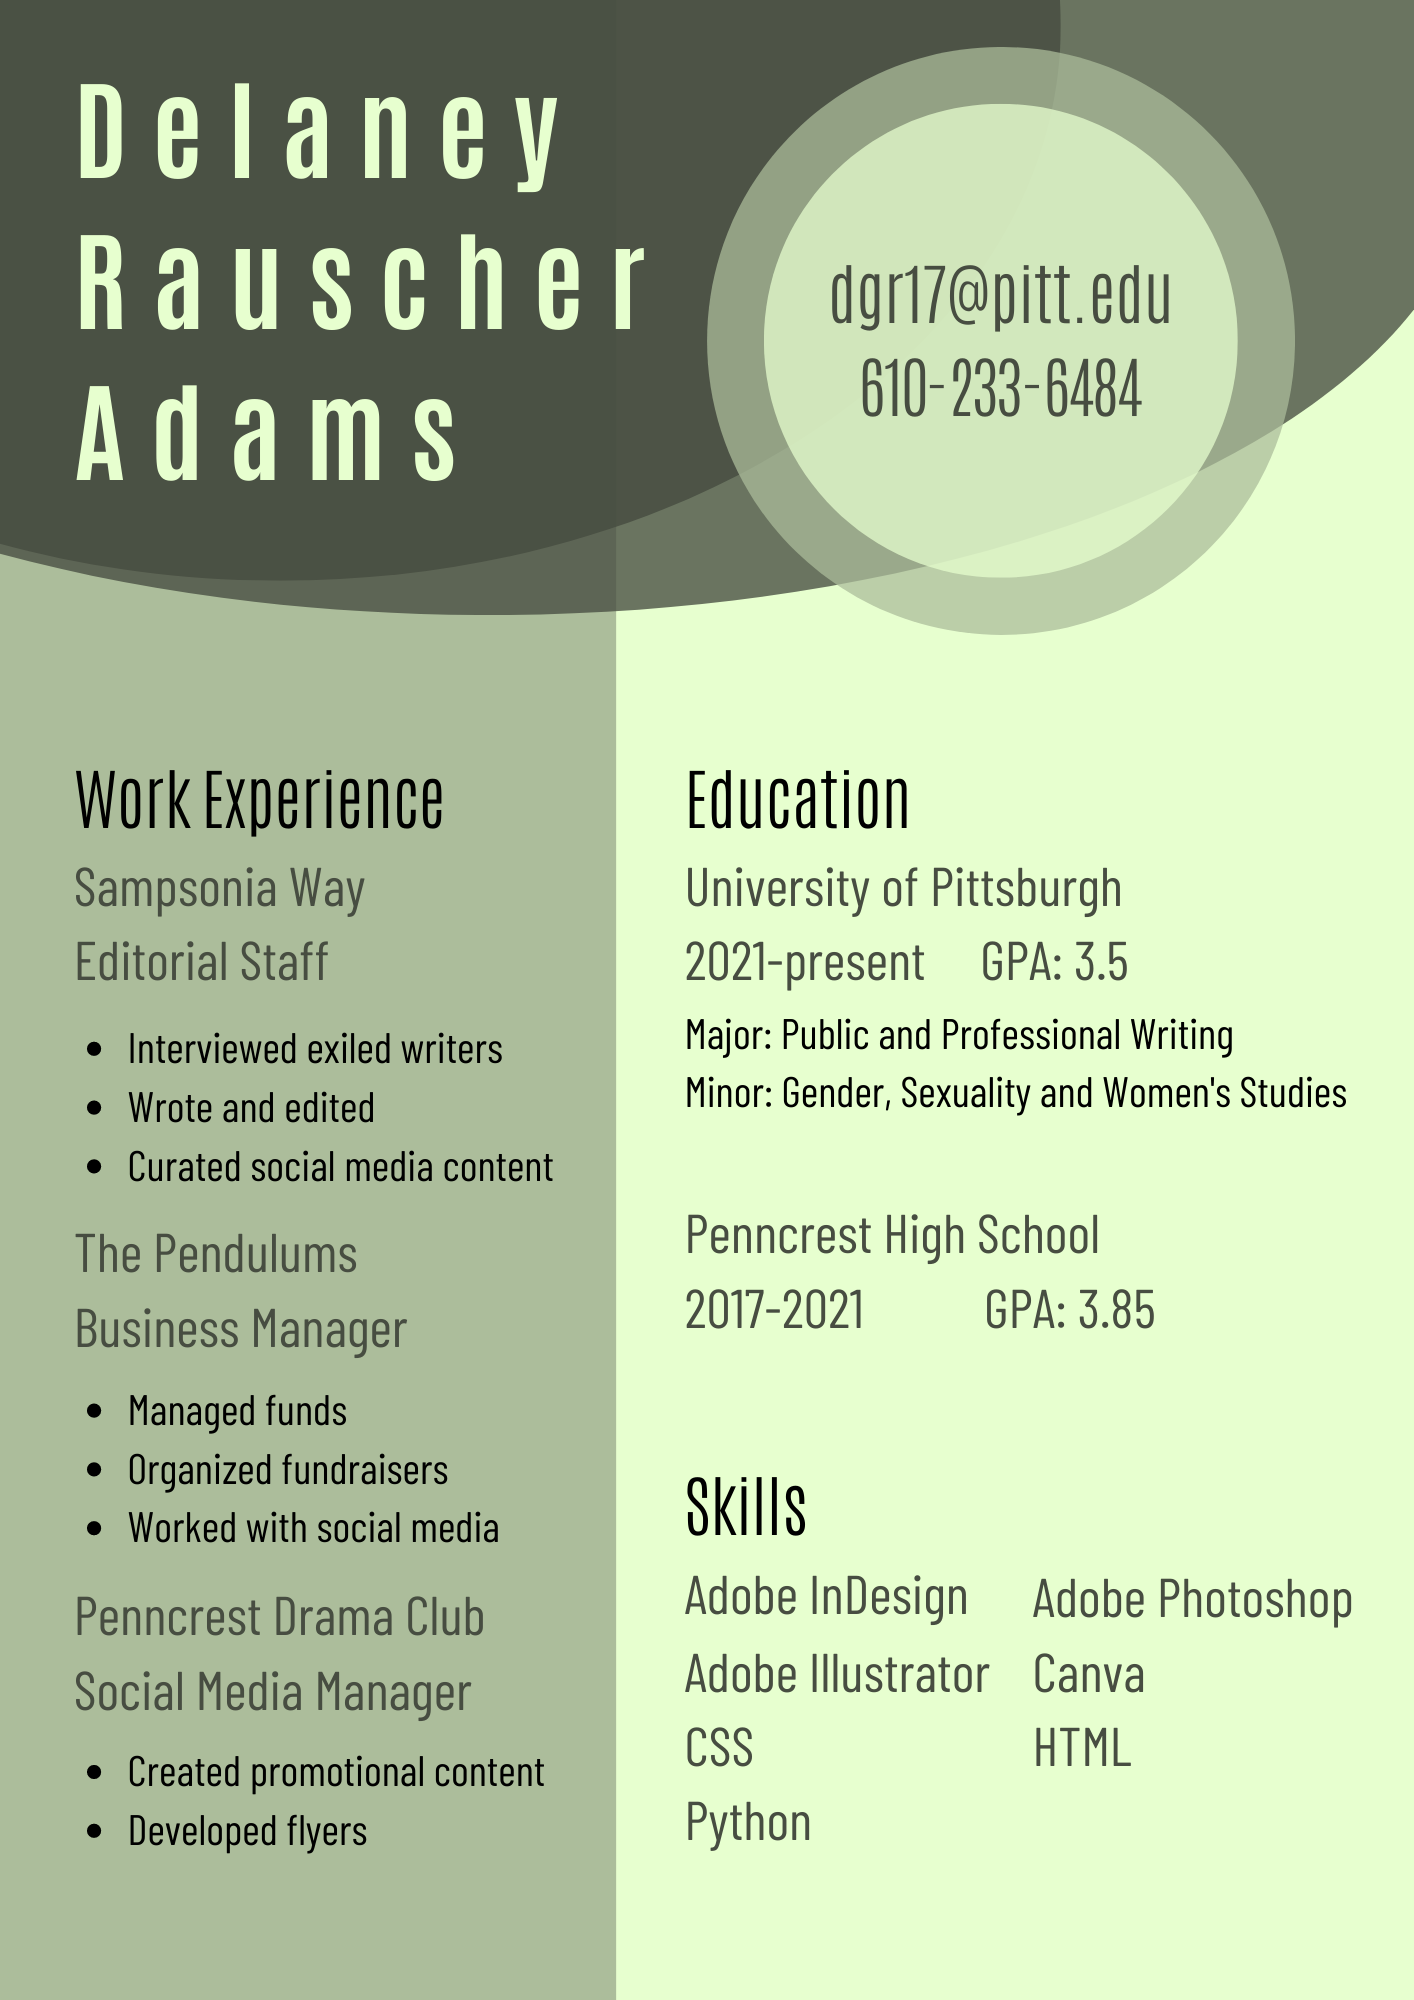 Delaney
Rauscher
Adams
dgr17@pitt.edu
610-233-6484
Work Experience
Sampsonia Way
Editorial Staff
• Interviewed exiled writers
• Wrote and edited
• Curated social media content
The Pendulums
Business Manager
• Managed funds
• Organized fundraisers
• Worked with social media
Penncrest Drama Club
Social Media Manager
• Created promotional content
• Developed flyers
Education
University of Pittsburgh
2021-present GPA: 3.5
Major: Public and Professional Writing
Minor: Gender, Sexuality and Women's Studies
Penncrest High School
2017-2021 GPA: 3.85
Skills
Adobe InDesign Adobe Photoshop
Adobe Illustrator Canva
CSS HTML
Python